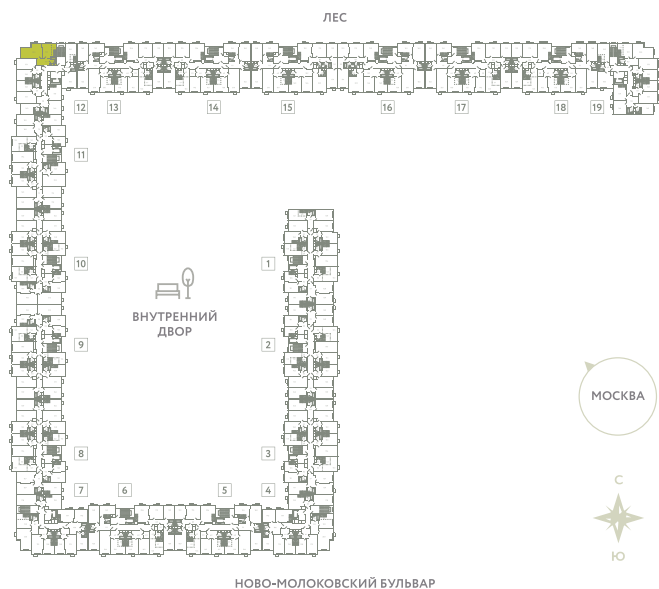 ЛЕС
12 13 14 15 16 17 18 19
11
10 1
ВНУТРЕННИЙ
ДВОР
9 2
МОСКВА
8 3
С
7 6 5 4
Ю
НОВО-МОЛОКОВСКИЙ БУЛЬВАР